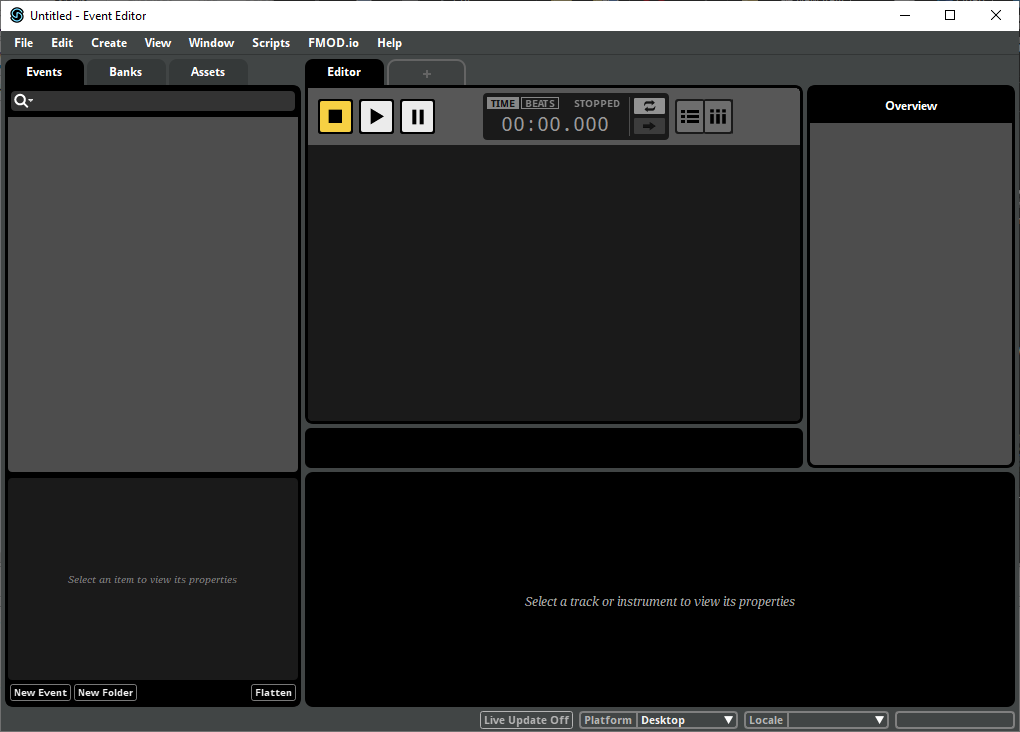 Untitled - Event Editor
File Edit Create View Window Scripts FMOD.io Help
Events Banks Assets
Editor +
TIME BEATS STOPPED
00:00.000
Overview
Select an item to view its properties
Select a track or instrument to view its properties
New Event New Folder Flatten
Live Update Off Platform Desktop Locale